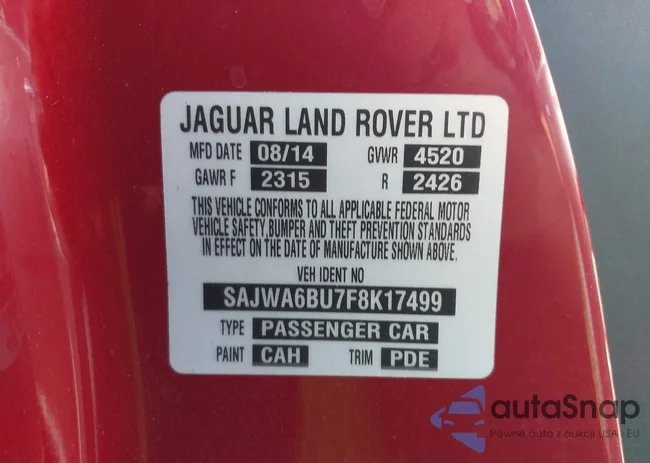 JAGUAR LAND ROVER LTD
MFD DATE 08/14 GVWR 4520
GAWR F 2315 R 2426
THIS VEHICLE CONFORMS TO ALL APPLICABLE FEDERAL MOTOR
VEHICLE SAFETY, BUMPER AND THEFT PREVENTION STANDARDS
IN EFFECT ON THE DATE OF MANUFACTURE SHOWN ABOVE.
VEH IDENT NO
SAJWA6BU7F8K17499
TYPE PASSENGER CAR
PAINT CAH TRIM PDE
autaSnap
Pewne auta z aukcji USA i EU